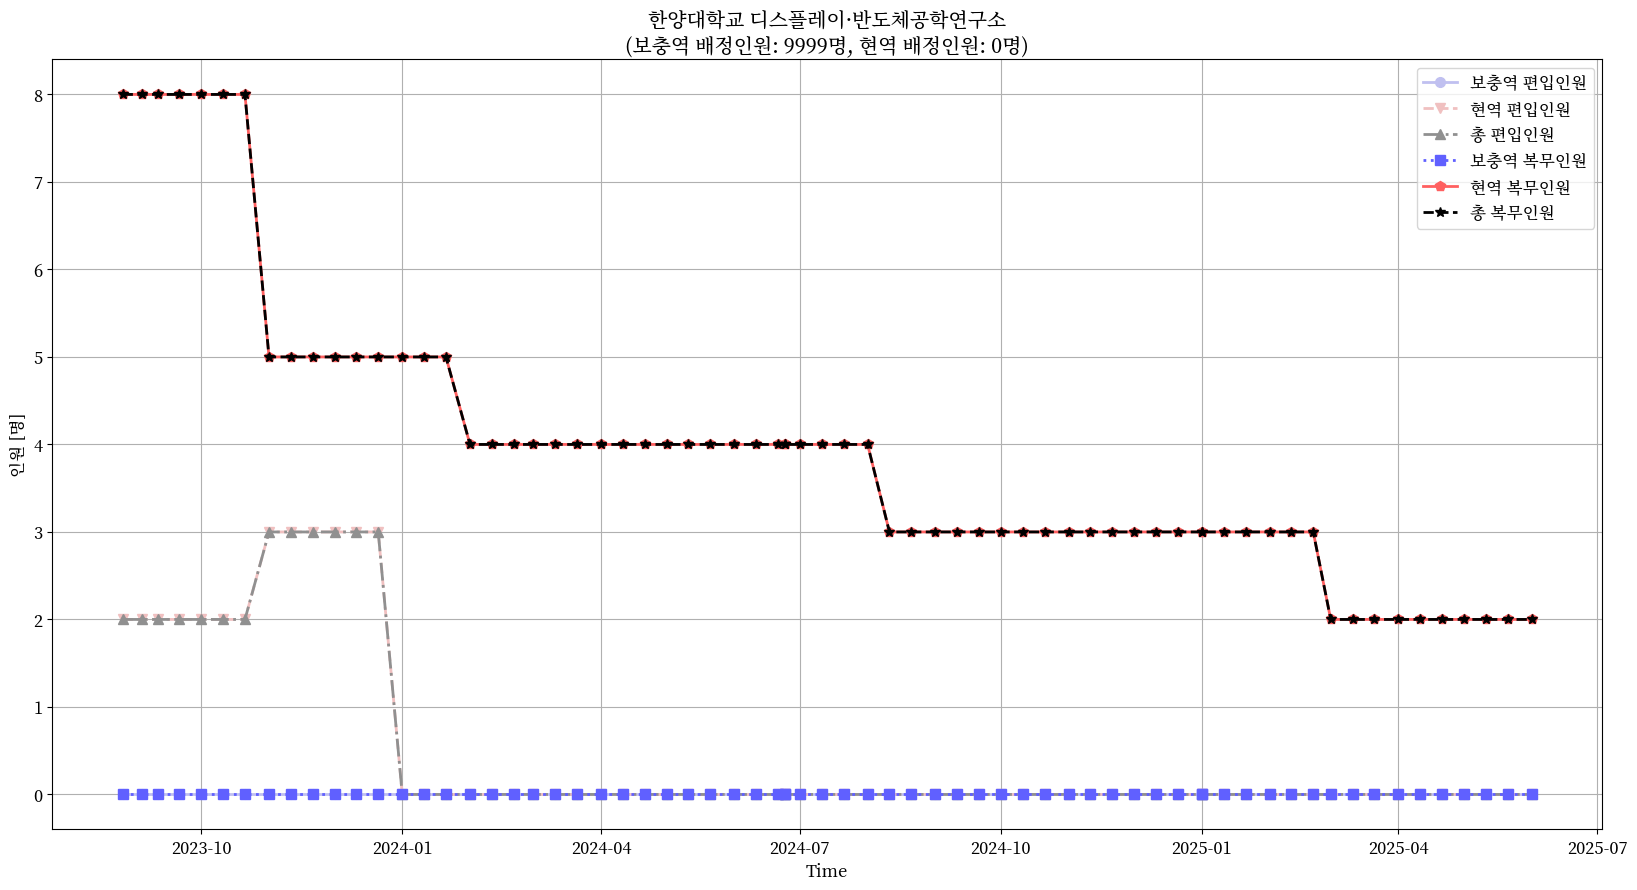 한양대학교 디스플레이·반도체공학연구소
(보충역 배정인원: 9999명, 현역 배정인원: 0명)
보충역 편입인원
현역 편입인원
총 편입인원
보충역 복무인원
현역 복무인원
총 복무인원
인원 [명]
8
7
6
5
4
3
2
1
0
2023-10
2024-01
2024-04
2024-07
2024-10
2025-01
2025-04
2025-07
Time